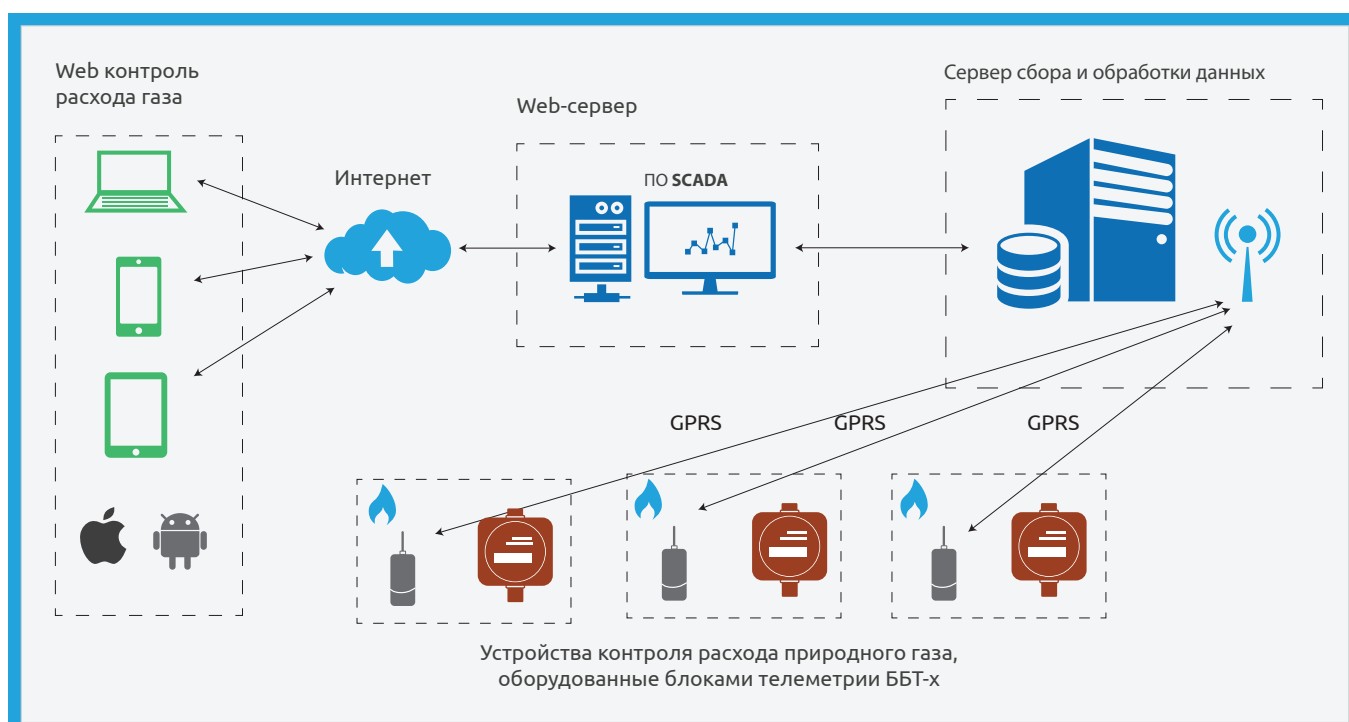 Web контроль
расхода газа
Web-сервер
Сервер сбора и обработки данных
Интернет
ПО SCADA
GPRS
GPRS
GPRS
Устройства контроля расхода природного газа,
оборудованные блоками телеметрии ББТ-х